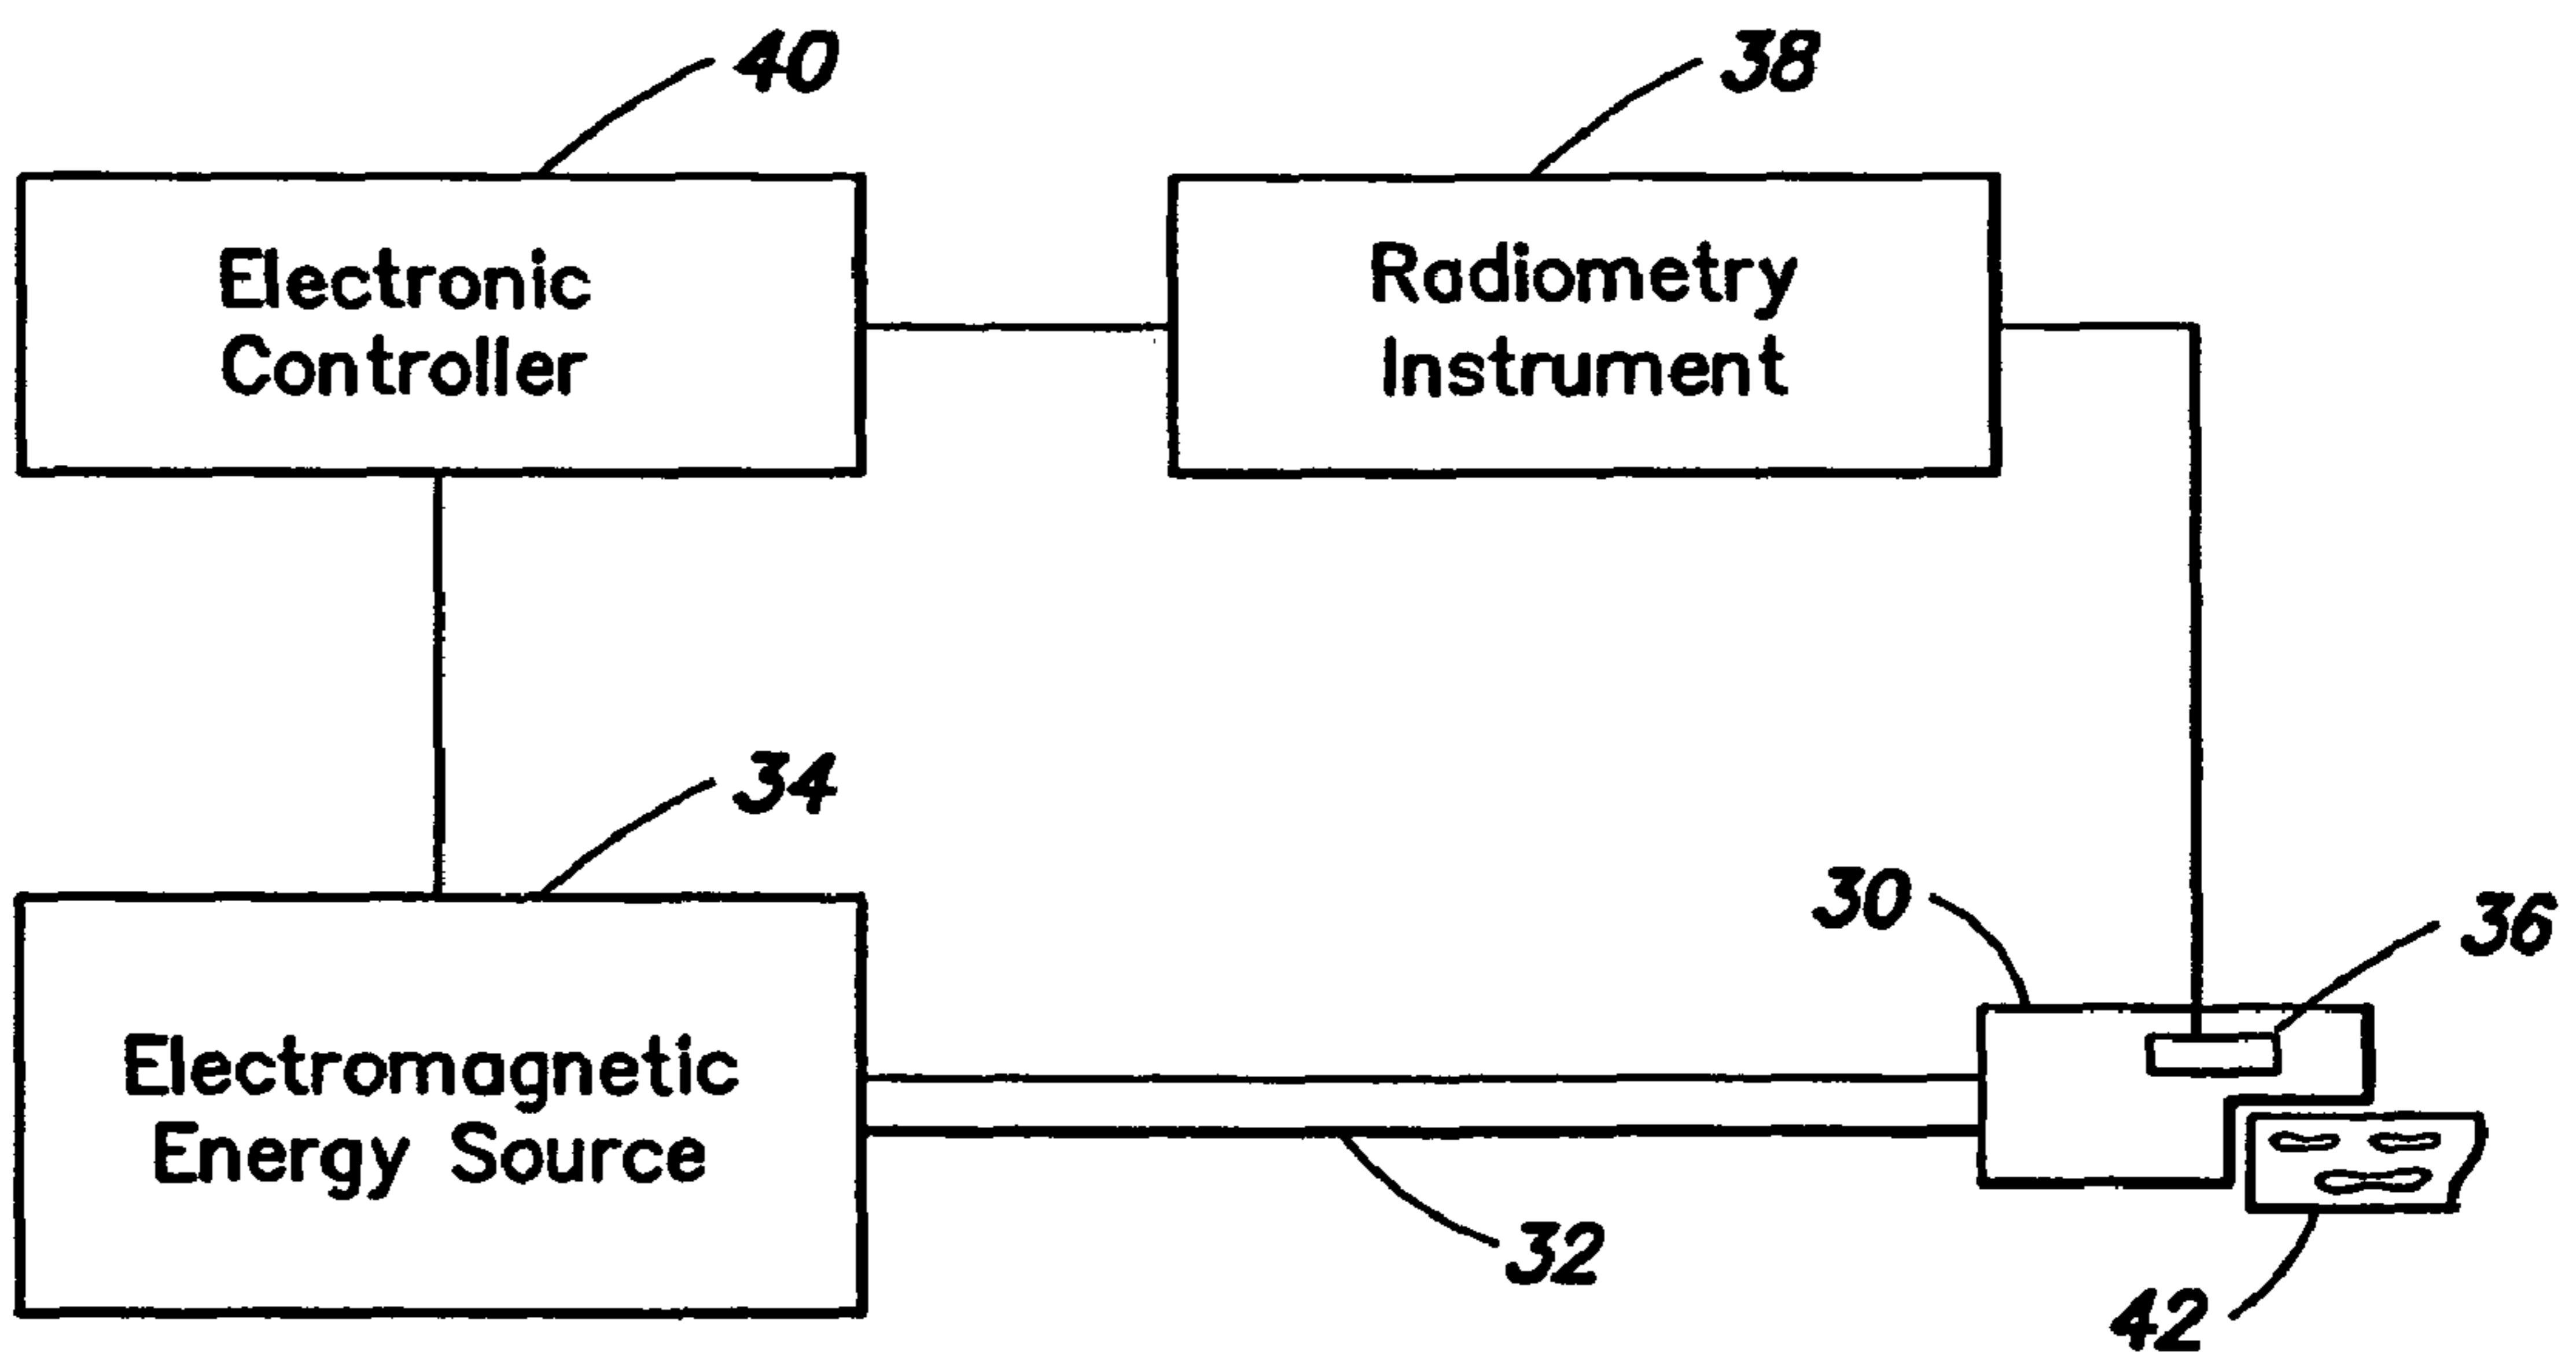 40
38
Electronic
Controller
Radiometry
Instrument
34
30
36
Electromagnetic
Energy Source
32
42